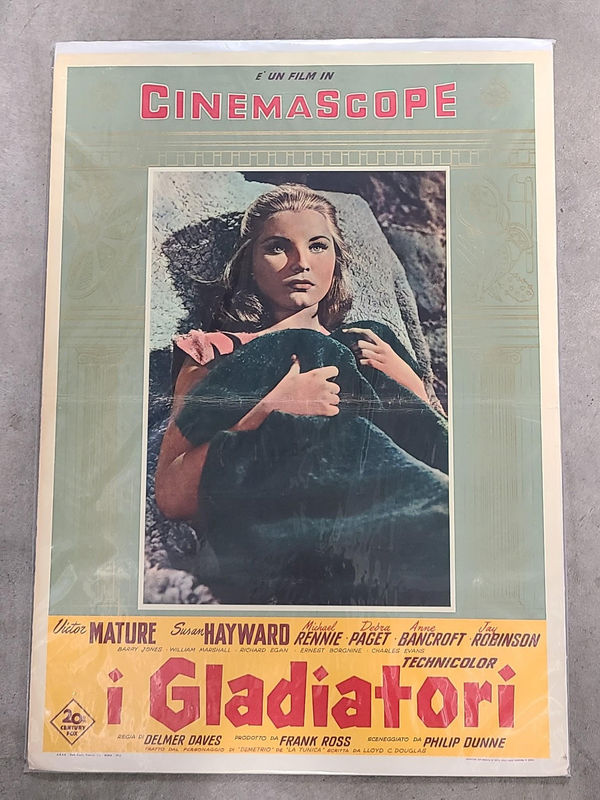 E' UN FILM IN
CINEMASCOPE
Victor MATURE Susan HAYWARD Michael RENNIE · Debra PAGET · Anne BANCROFT · Jay ROBINSON
BARRY JONES · WILLIAM MARSHALL · RICHARD EGAN · ERNEST BORGNINE · CHARLES EVANS
TECHNICOLOR
i Gladiatori
20th CENTURY FOX
REGIA DI DELMER DAVES PRODOTTO DA FRANK ROSS SCENEGGIATO DA PHILIP DUNNE
TRATTO DAL PERSONAGGIO DI "DEMETRIO" DE "LA TUNICA" SCRITTA DA LLOYD C. DOUGLAS